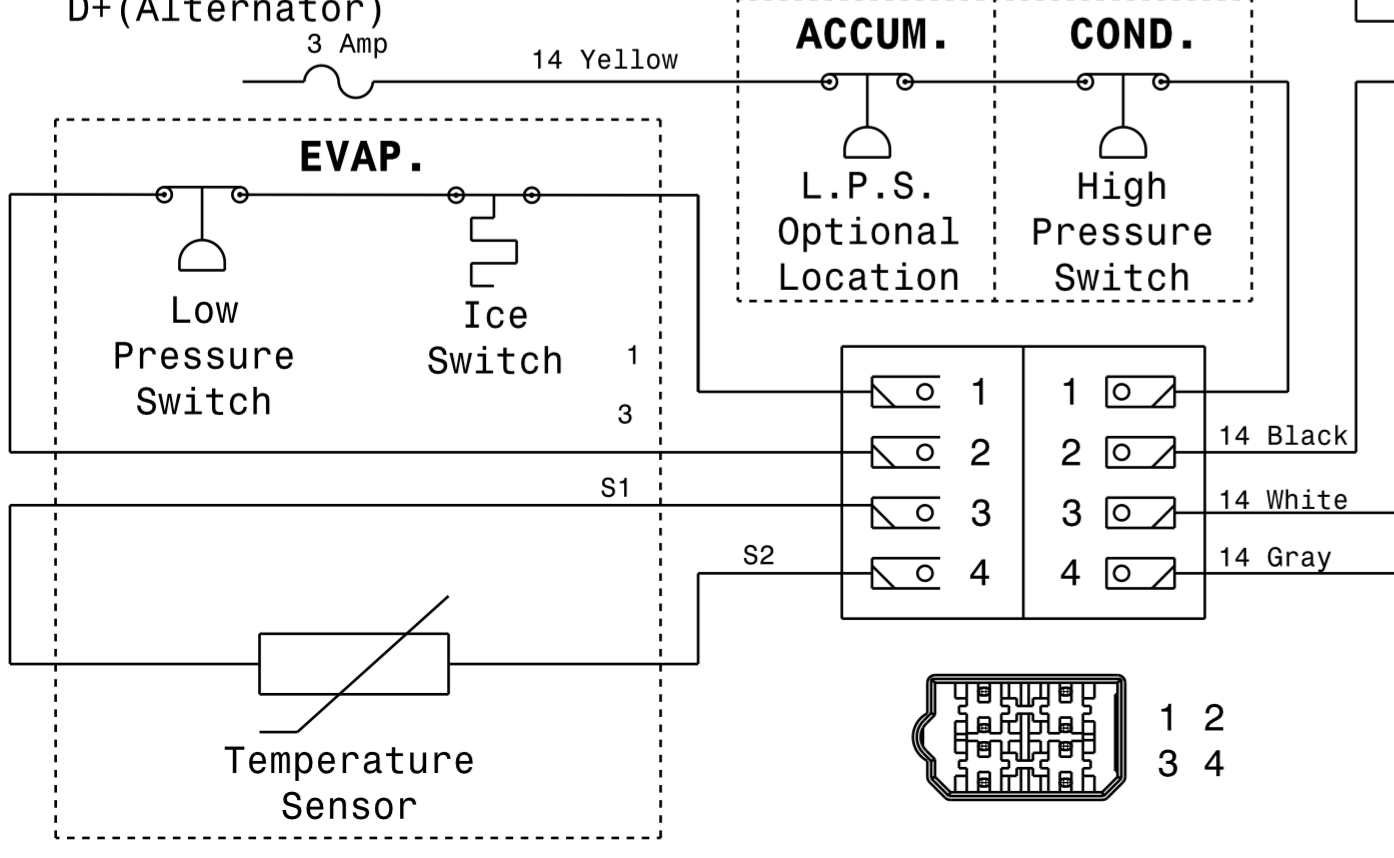 D+(Alternator)
3 Amp
14 Yellow
ACCUM.
COND.
EVAP.
L.P.S.
Optional
Location
High
Pressure
Switch
Low
Pressure
Switch
Ice
Switch
1
3
S1
S2
1 1
2 2
3 3
4 4
14 Black
14 White
14 Gray
Temperature
Sensor
1 2
3 4